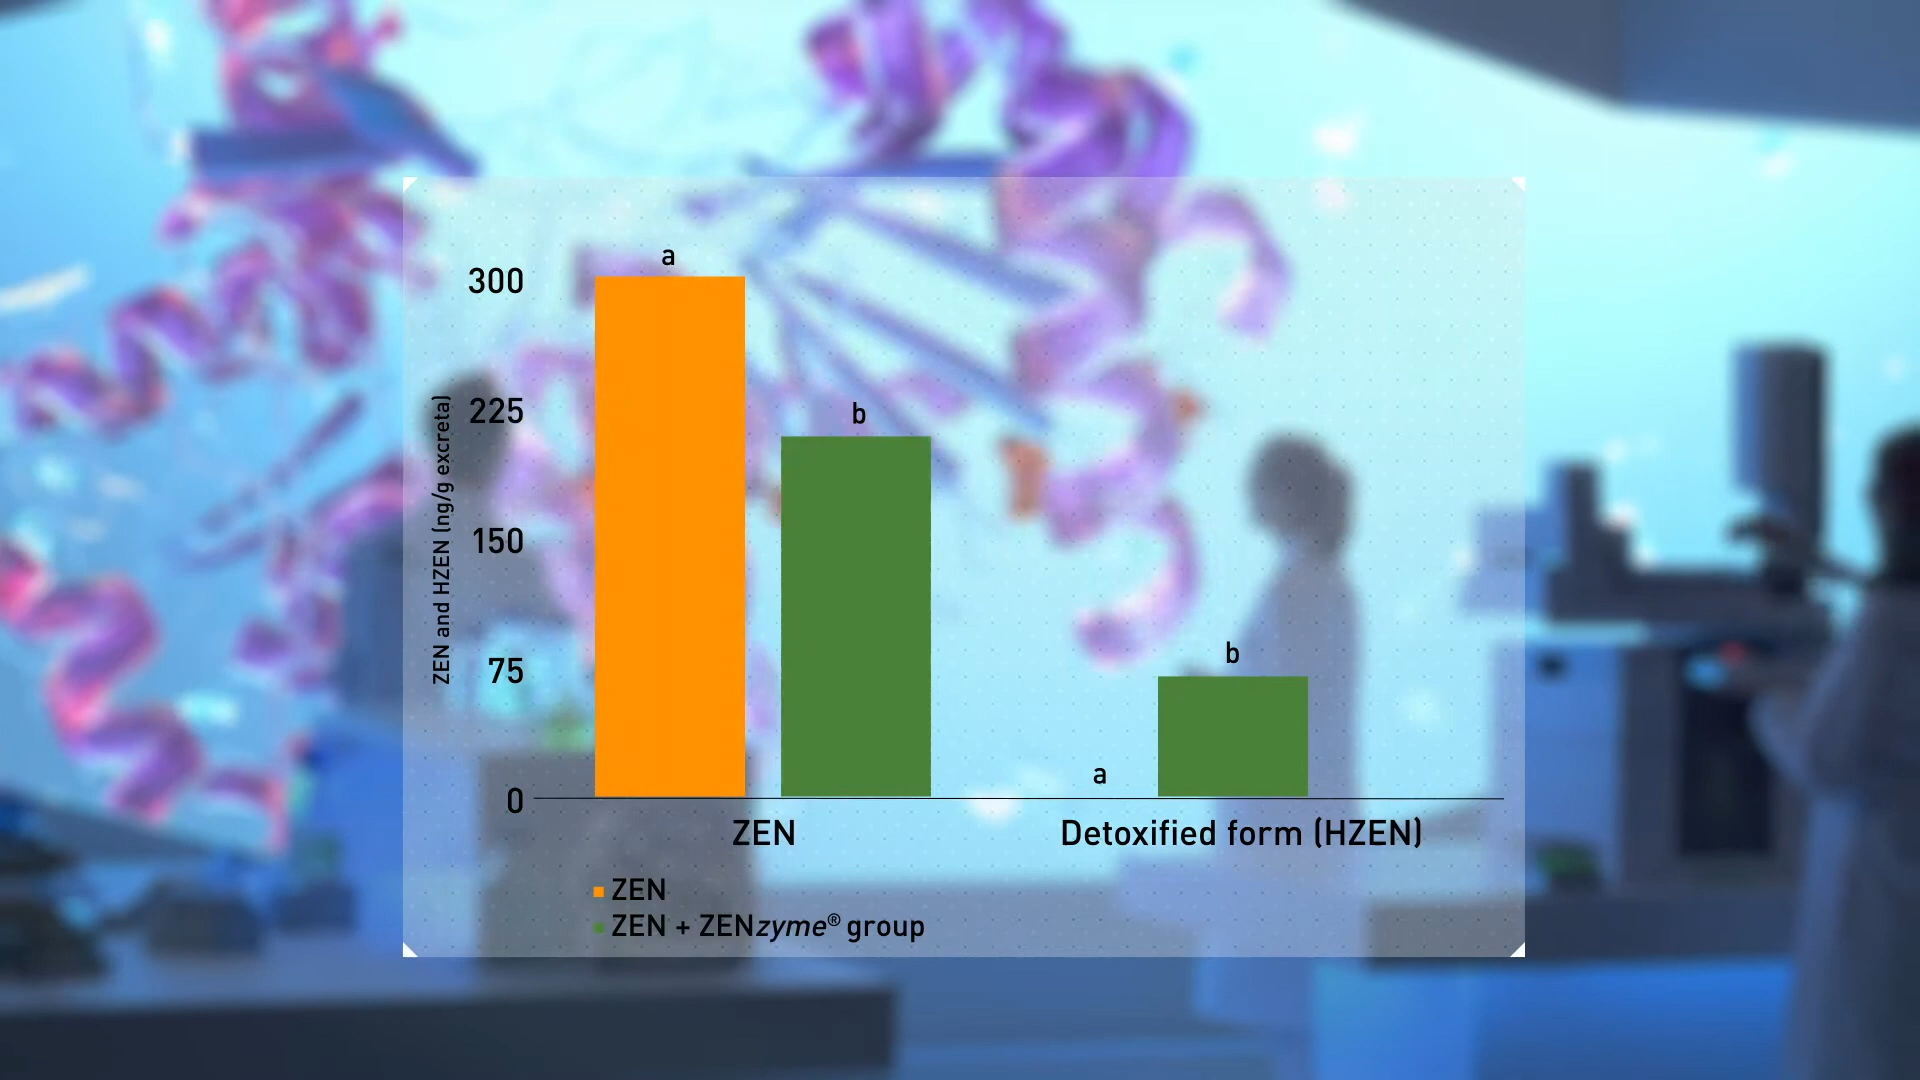 a
300
225
b
150
b
75
a
0
ZEN and HZEN (ng/g excreta)
ZEN
Detoxified form (HZEN)
ZEN
ZEN + ZENzyme® group